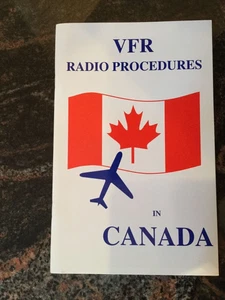 VFR
RADIO PROCEDURES
IN
CANADA